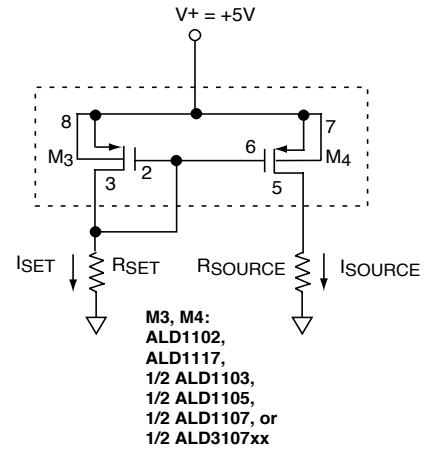 V+ = +5V
8
7
6
M3
2
M4
3
5
ISET
RSET
RSOURCE
ISOURCE
M3, M4:
ALD1102,
ALD1117,
1/2 ALD1103,
1/2 ALD1105,
1/2 ALD1107, or
1/2 ALD3107xx